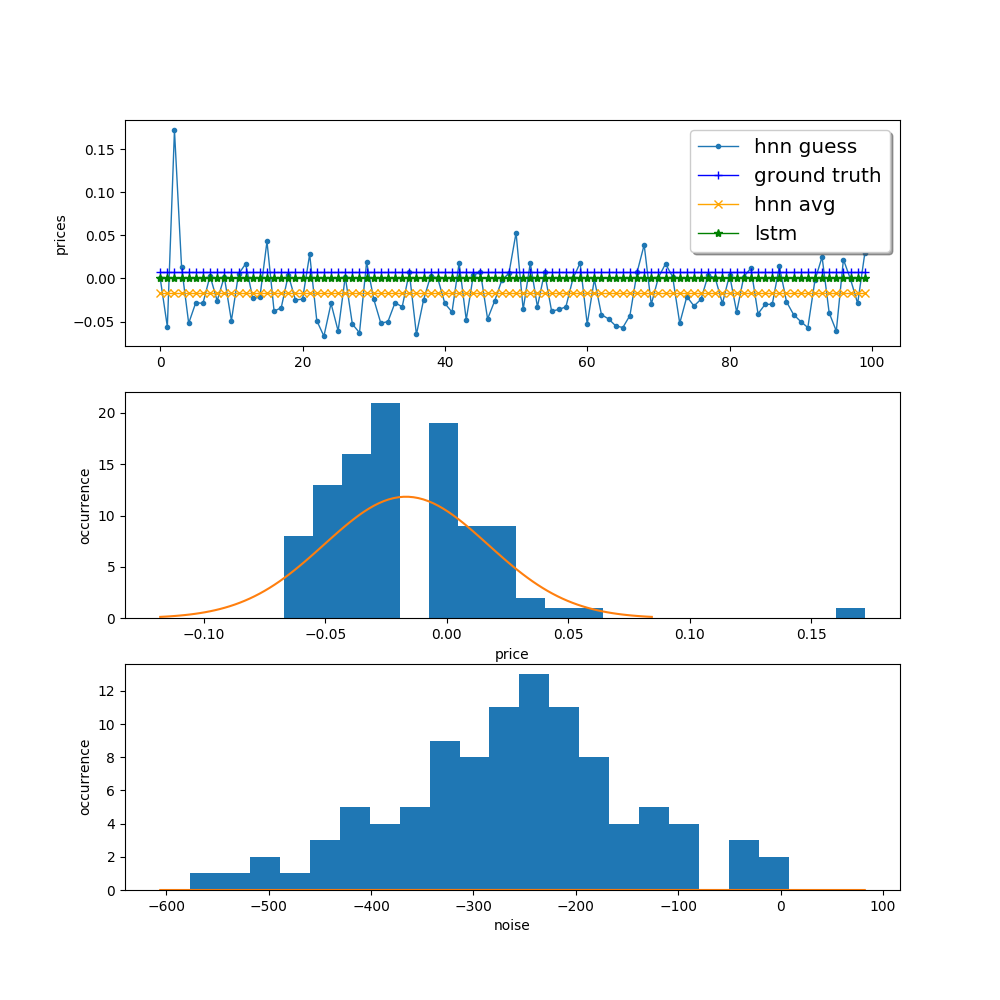 hnn guess
ground truth
hnn avg
lstm
prices
0.15
0.10
0.05
0.00
−0.05
0 20 40 60 80 100
occurrence
20
15
10
5
0
−0.10 −0.05 0.00 0.05 0.10 0.15
price
occurrence
12
10
8
6
4
2
0
−600 −500 −400 −300 −200 −100 0 100
noise